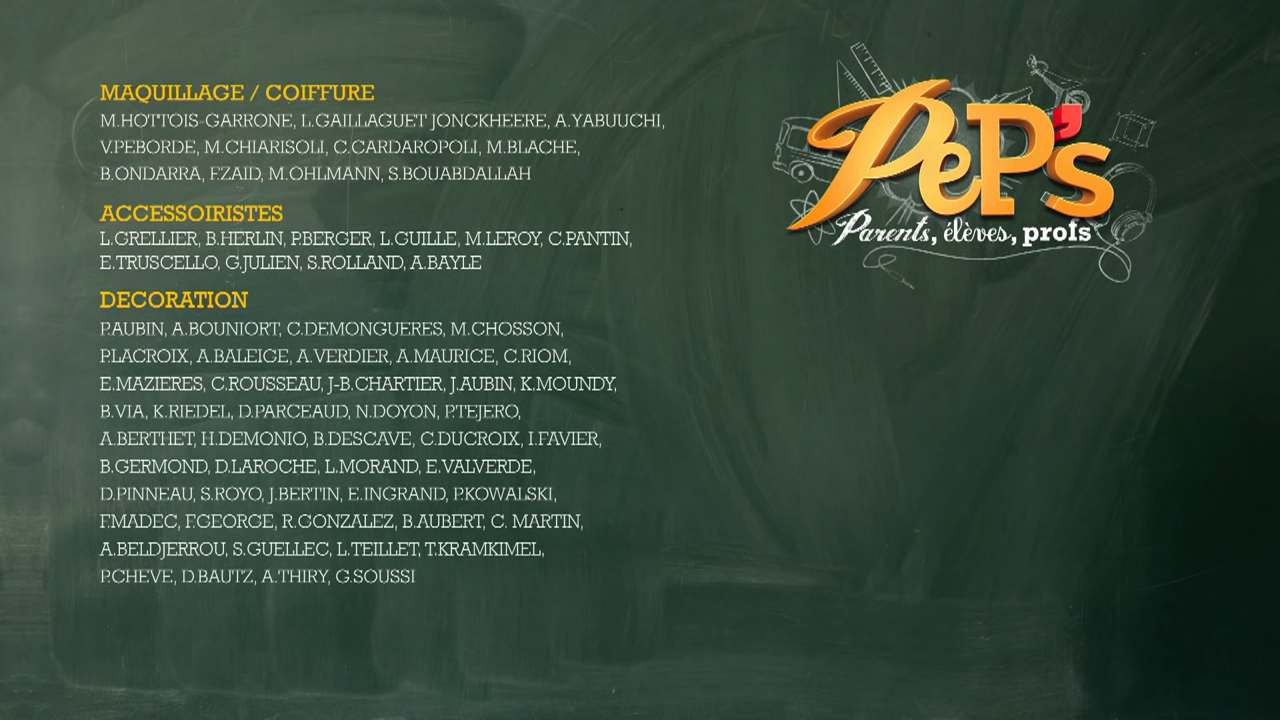 MAQUILLAGE / COIFFURE
M.HOTTOIS-GARRONE, L.GAILLAGUET JONCKHEERE, A.YABUUCHI,
V.PEBORDE, M.CHIARISOLI, C.CARDAROPOLI, M.BLACHE,
B.ONDARRA, F.ZAID, M.OHLMANN, S.BOUABDALLAH
ACCESSOIRISTES
L.GRELLIER, B.HERLIN, P.BERGER, L.GUILLE, M.LEROY, C.PANTIN,
E.TRUSCELLO, G.JULIEN, S.ROLLAND, A.BAYLE
DECORATION
P.AUBIN, A.BOUNIORT, C.DEMONGUERES, M.CHOSSON,
P.LACROIX, A.BALEIGE, A.VERDIER, A.MAURICE, C.RIOM,
E.MAZIERES, C.ROUSSEAU, J-B.CHARTIER, J.AUBIN, K.MOUNDY,
B.VIA, K.RIEDEL, D.PARCEAUD, N.DOYON, P.TEJERO,
A.BERTHET, H.DEMONIO, B.DESCAVE, C.DUCROIX, I.FAVIER,
B.GERMOND, D.LAROCHE, L.MORAND, E.VALVERDE,
D.PINNEAU, S.ROYO, J.BERTIN, E.INGRAND, P.KOWALSKI,
F.MADEC, F.GEORGE, R.GONZALEZ, B.AUBERT, C. MARTIN,
A.BELDJERROU, S.GUELLEC, L.TEILLET, T.KRAMKIMEL,
P.CHEVE, D.BAUTZ, A.THIRY, G.SOUSSI
PeP's
Parents, élèves, profs